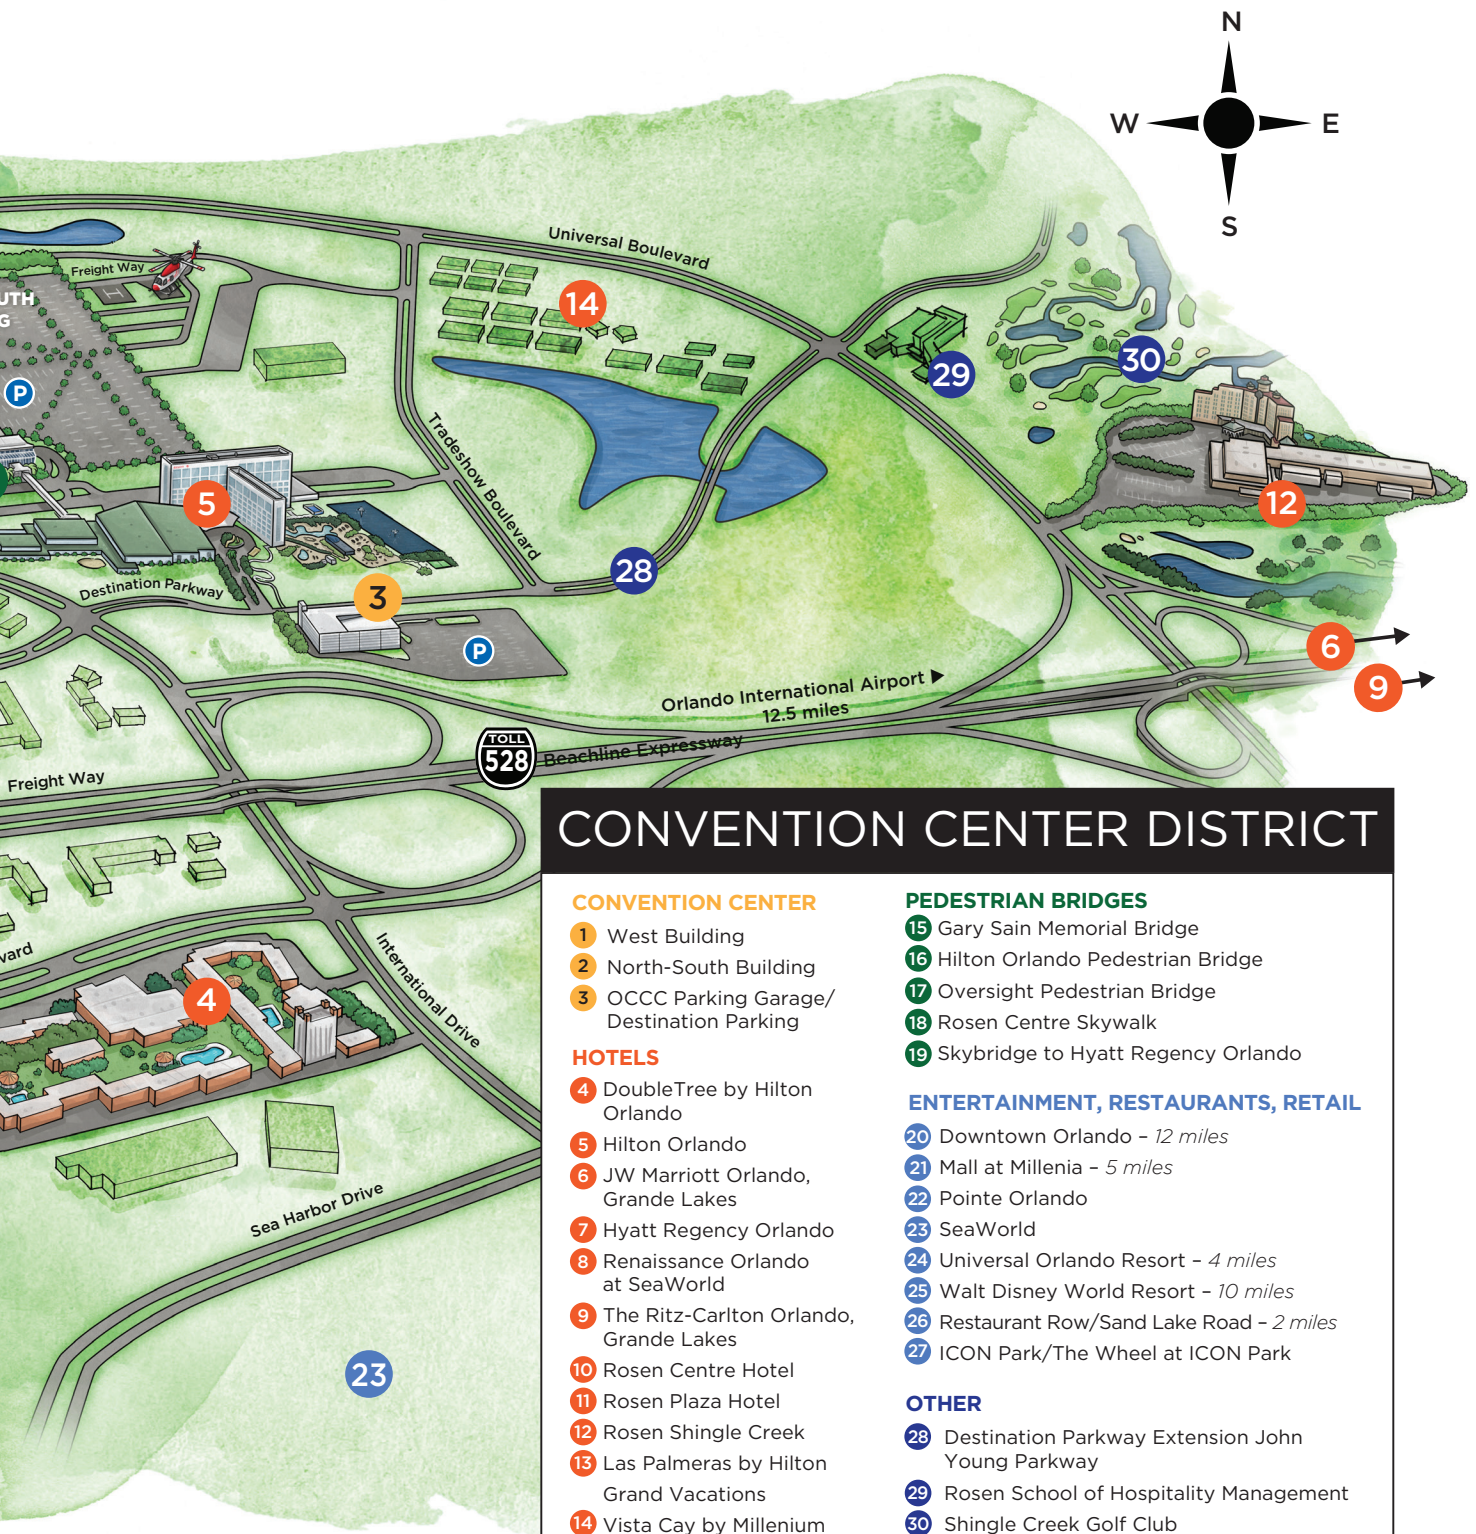 N
W
E
S
Universal Boulevard
Freight Way
H
UTH
G
P
14
29
30
12
Tradeshow Boulevard
5
28
Destination Parkway
3
P
6
9
Orlando International Airport
12.5 miles
TOLL
528
Beachline Expressway
Freight Way
vard
4
International Drive
Sea Harbor Drive
23
CONVENTION CENTER DISTRICT
CONVENTION CENTER
1 West Building
2 North-South Building
3 OCCC Parking Garage/
Destination Parking
HOTELS
4 DoubleTree by Hilton
Orlando
5 Hilton Orlando
6 JW Marriott Orlando,
Grande Lakes
7 Hyatt Regency Orlando
8 Renaissance Orlando
at SeaWorld
9 The Ritz-Carlton Orlando,
Grande Lakes
10 Rosen Centre Hotel
11 Rosen Plaza Hotel
12 Rosen Shingle Creek
13 Las Palmeras by Hilton
Grand Vacations
14 Vista Cay by Millenium
PEDESTRIAN BRIDGES
15 Gary Sain Memorial Bridge
16 Hilton Orlando Pedestrian Bridge
17 Oversight Pedestrian Bridge
18 Rosen Centre Skywalk
19 Skybridge to Hyatt Regency Orlando
ENTERTAINMENT, RESTAURANTS, RETAIL
20 Downtown Orlando – 12 miles
21 Mall at Millenia – 5 miles
22 Pointe Orlando
23 SeaWorld
24 Universal Orlando Resort – 4 miles
25 Walt Disney World Resort – 10 miles
26 Restaurant Row/Sand Lake Road – 2 miles
27 ICON Park/The Wheel at ICON Park
OTHER
28 Destination Parkway Extension John
Young Parkway
29 Rosen School of Hospitality Management
30 Shingle Creek Golf Club